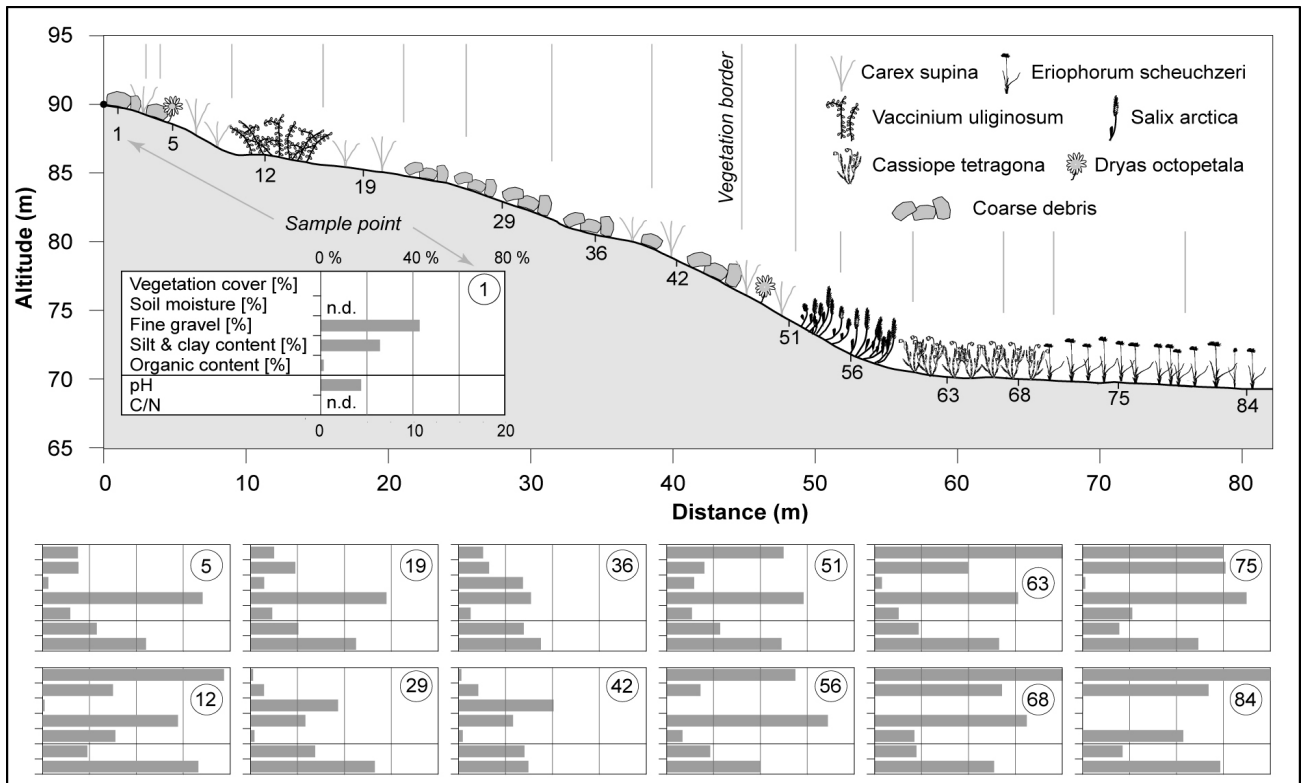 95
90
85
80
75
70
65
Altitude (m)
Vegetation border
Carex supina
Eriophorum scheuchzeri
Vaccinium uliginosum
Salix arctica
Cassiope tetragona
Dryas octopetala
Coarse debris
1
5
12
19
29
36
42
51
56
63
68
75
84
Sample point
0 % 40 % 80 %
1
Vegetation cover [%]
Soil moisture [%] n.d.
Fine gravel [%]
Silt & clay content [%]
Organic content [%]
pH
C/N n.d.
0 10 20
0 10 20 30 40 50 60 70 80
Distance (m)
5 19 36 51 63 75
12 29 42 56 68 84